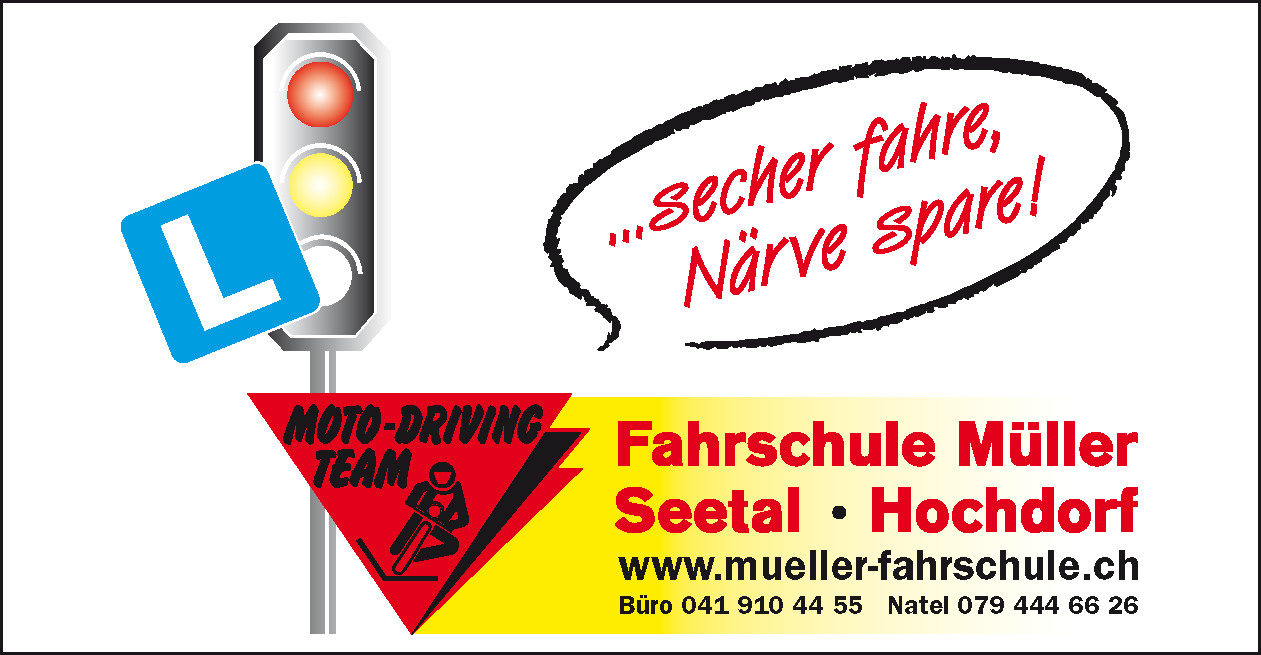 L
...secher fahre,
Närve spare!
MOTO-DRIVING
TEAM
Fahrschule Müller
Seetal • Hochdorf
www.mueller-fahrschule.ch
Büro 041 910 44 55 Natel 079 444 66 26